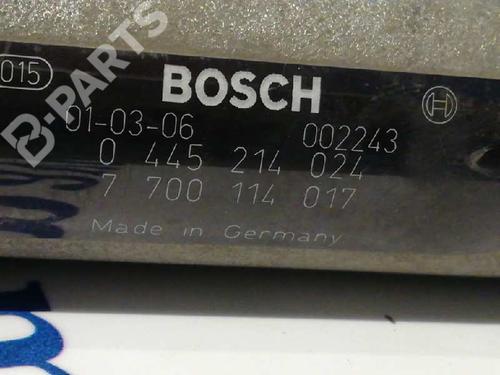 B-PARTS
015
BOSCH
01-03-06 002243
0 445 214 024
7 700 114 017
Made in Germany